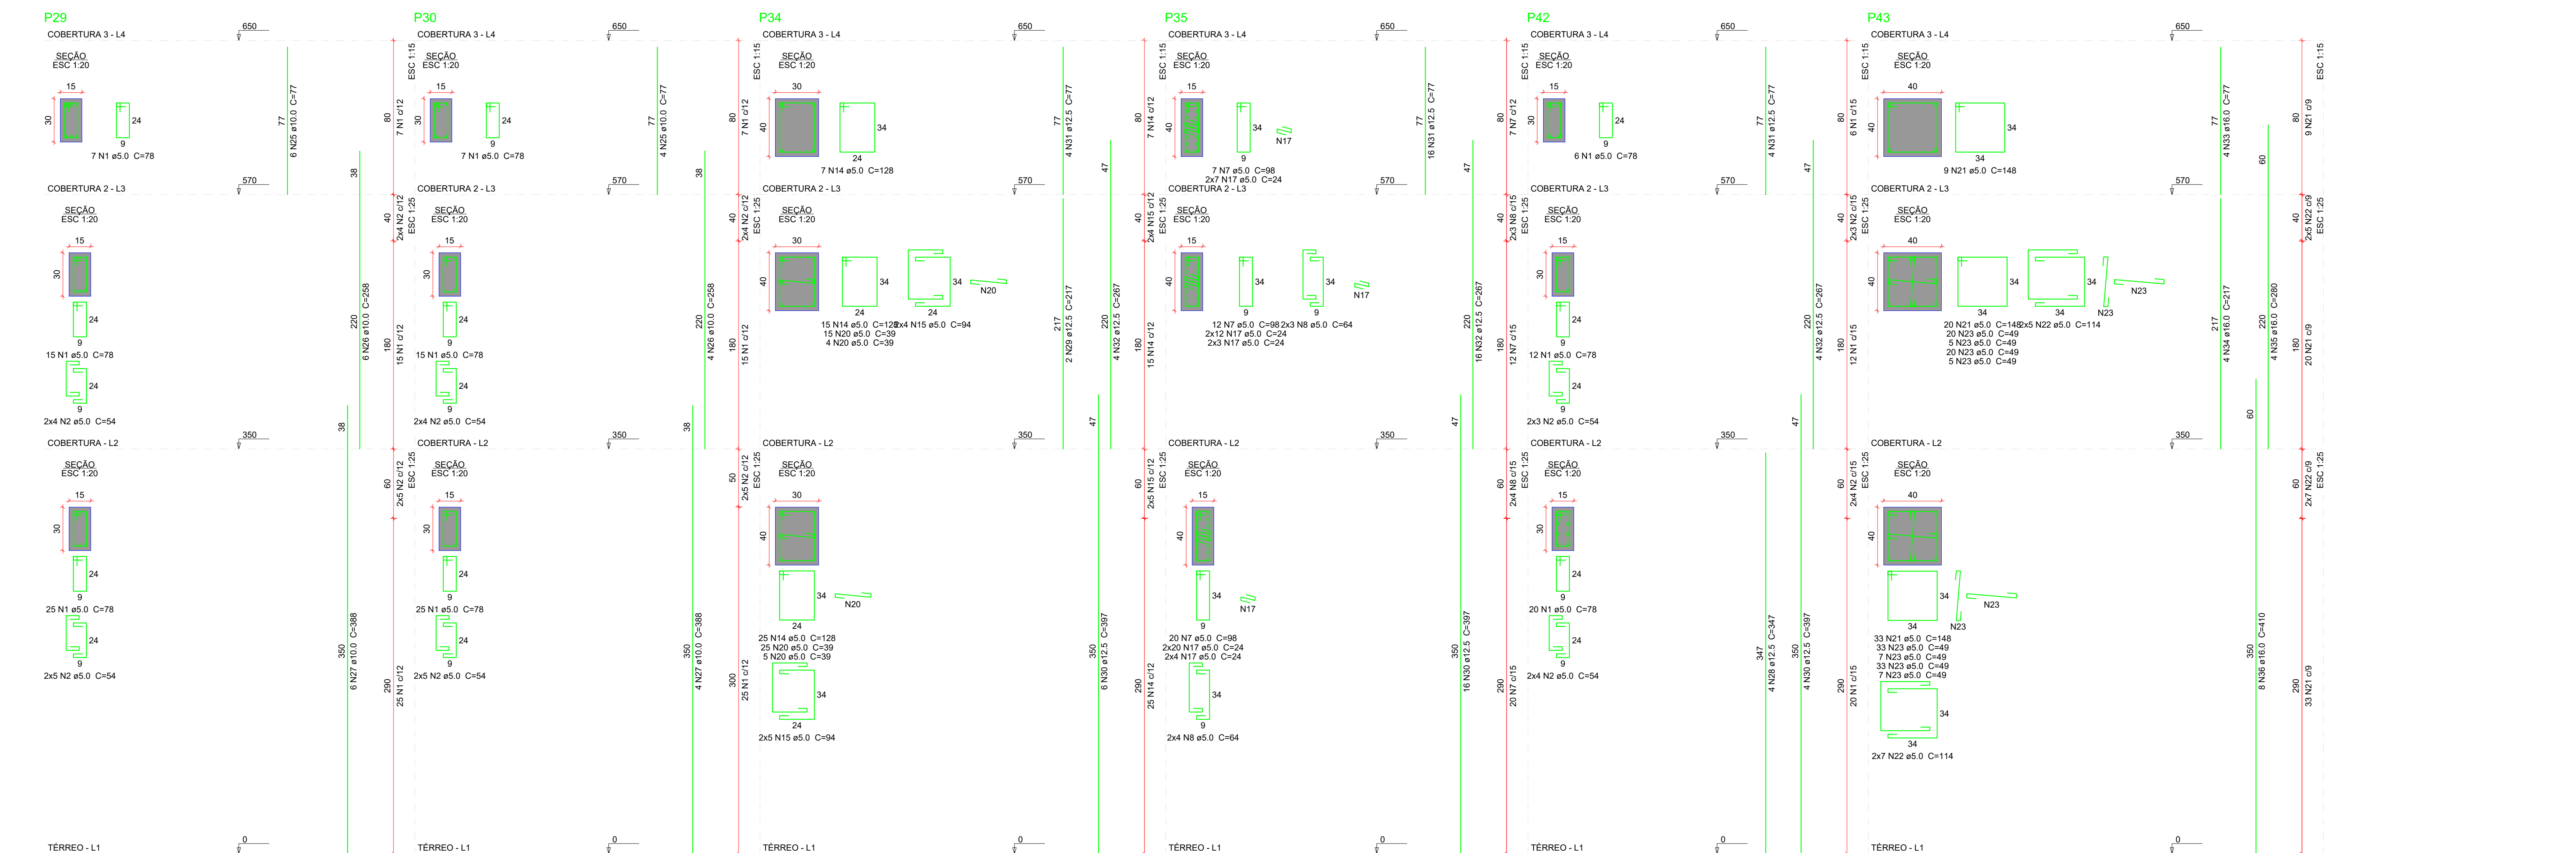 P29
COBERTURA 3 - L4
650
SEÇÃO
ESC 1:20
15
30
24
9
7 N1 ø5.0 C=78
77
6 N25 ø10.0 C=77
80
7 N1 c/12
ESC 1:15
38
COBERTURA 2 - L3
570
SEÇÃO
ESC 1:20
15
30
24
9
15 N1 ø5.0 C=78
24
9
2x4 N2 ø5.0 C=54
220
6 N26 ø10.0 C=258
38
40
2x4 N2 c/12
180
15 N1 c/12
ESC 1:25
COBERTURA - L2
350
SEÇÃO
ESC 1:20
15
30
24
9
25 N1 ø5.0 C=78
24
9
2x5 N2 ø5.0 C=54
350
6 N27 ø10.0 C=388
60
2x5 N2 c/12
290
25 N1 c/12
ESC 1:25
TÉRREO - L1
0
P30
COBERTURA 3 - L4
650
SEÇÃO
ESC 1:20
15
30
24
9
7 N1 ø5.0 C=78
77
4 N25 ø10.0 C=77
80
7 N1 c/12
ESC 1:15
38
COBERTURA 2 - L3
570
SEÇÃO
ESC 1:20
15
30
24
9
15 N1 ø5.0 C=78
24
9
2x4 N2 ø5.0 C=54
220
4 N26 ø10.0 C=258
38
40
2x4 N2 c/12
180
15 N1 c/12
ESC 1:25
COBERTURA - L2
350
SEÇÃO
ESC 1:20
15
30
24
9
25 N1 ø5.0 C=78
24
9
2x5 N2 ø5.0 C=54
350
4 N27 ø10.0 C=388
50
2x5 N2 c/12
300
25 N1 c/12
ESC 1:25
TÉRREO - L1
0
P34
COBERTURA 3 - L4
650
SEÇÃO
ESC 1:20
30
40
34
24
7 N14 ø5.0 C=128
77
4 N31 ø12.5 C=77
47
80
7 N14 c/12
ESC 1:15
COBERTURA 2 - L3
570
SEÇÃO
ESC 1:20
30
40
34
24
34
24
N20
15 N14 ø5.0 C=128
2x4 N15 ø5.0 C=94
15 N20 ø5.0 C=39
4 N20 ø5.0 C=39
217
2 N29 ø12.5 C=217
220
4 N32 ø12.5 C=267
47
40
2x4 N15 c/12
180
15 N14 c/12
ESC 1:25
COBERTURA - L2
350
SEÇÃO
ESC 1:20
30
40
34
24
N20
25 N14 ø5.0 C=128
25 N20 ø5.0 C=39
5 N20 ø5.0 C=39
34
24
2x5 N15 ø5.0 C=94
350
6 N30 ø12.5 C=397
60
2x5 N15 c/12
290
25 N14 c/12
ESC 1:25
P35
COBERTURA 3 - L4
650
SEÇÃO
ESC 1:20
15
40
34
9
N17
7 N7 ø5.0 C=98
2x7 N17 ø5.0 C=24
77
16 N31 ø12.5 C=77
47
80
7 N7 c/12
ESC 1:15
COBERTURA 2 - L3
570
SEÇÃO
ESC 1:20
15
40
34
9
34
9
N17
12 N7 ø5.0 C=98
2x3 N8 ø5.0 C=64
2x12 N17 ø5.0 C=24
2x3 N17 ø5.0 C=24
220
16 N32 ø12.5 C=267
47
40
2x3 N8 c/15
180
12 N7 c/15
ESC 1:25
COBERTURA - L2
350
SEÇÃO
ESC 1:20
15
40
34
9
N17
20 N7 ø5.0 C=98
2x20 N17 ø5.0 C=24
2x4 N17 ø5.0 C=24
34
9
2x4 N8 ø5.0 C=64
350
16 N30 ø12.5 C=397
60
2x4 N8 c/15
290
20 N7 c/15
ESC 1:25
TÉRREO - L1
0
P42
COBERTURA 3 - L4
650
SEÇÃO
ESC 1:20
15
30
24
9
6 N1 ø5.0 C=78
77
4 N31 ø12.5 C=77
47
80
6 N1 c/15
ESC 1:15
COBERTURA 2 - L3
570
SEÇÃO
ESC 1:20
15
30
24
9
12 N1 ø5.0 C=78
24
9
2x3 N2 ø5.0 C=54
220
4 N32 ø12.5 C=267
47
40
2x3 N2 c/15
180
12 N1 c/15
ESC 1:25
COBERTURA - L2
350
SEÇÃO
ESC 1:20
15
30
24
9
20 N1 ø5.0 C=78
24
9
2x4 N2 ø5.0 C=54
347
4 N28 ø12.5 C=347
350
4 N30 ø12.5 C=397
60
2x4 N2 c/15
290
20 N1 c/15
ESC 1:25
TÉRREO - L1
0
P43
COBERTURA 3 - L4
650
SEÇÃO
ESC 1:20
40
40
34
34
9 N21 ø5.0 C=148
77
4 N33 ø16.0 C=77
60
80
9 N21 c/9
ESC 1:15
COBERTURA 2 - L3
570
SEÇÃO
ESC 1:20
40
40
34
34
34
34
N23
N23
20 N21 ø5.0 C=148
2x5 N22 ø5.0 C=114
20 N23 ø5.0 C=49
5 N23 ø5.0 C=49
20 N23 ø5.0 C=49
5 N23 ø5.0 C=49
217
4 N34 ø16.0 C=217
220
4 N35 ø16.0 C=280
60
40
2x5 N22 c/9
180
20 N21 c/9
ESC 1:25
COBERTURA - L2
350
SEÇÃO
ESC 1:20
40
40
34
34
N23
N23
33 N21 ø5.0 C=148
33 N23 ø5.0 C=49
7 N23 ø5.0 C=49
33 N23 ø5.0 C=49
7 N23 ø5.0 C=49
34
34
2x7 N22 ø5.0 C=114
350
8 N36 ø16.0 C=410
60
2x7 N22 c/9
290
33 N21 c/9
ESC 1:25
TÉRREO - L1
0
TÉRREO - L1
0